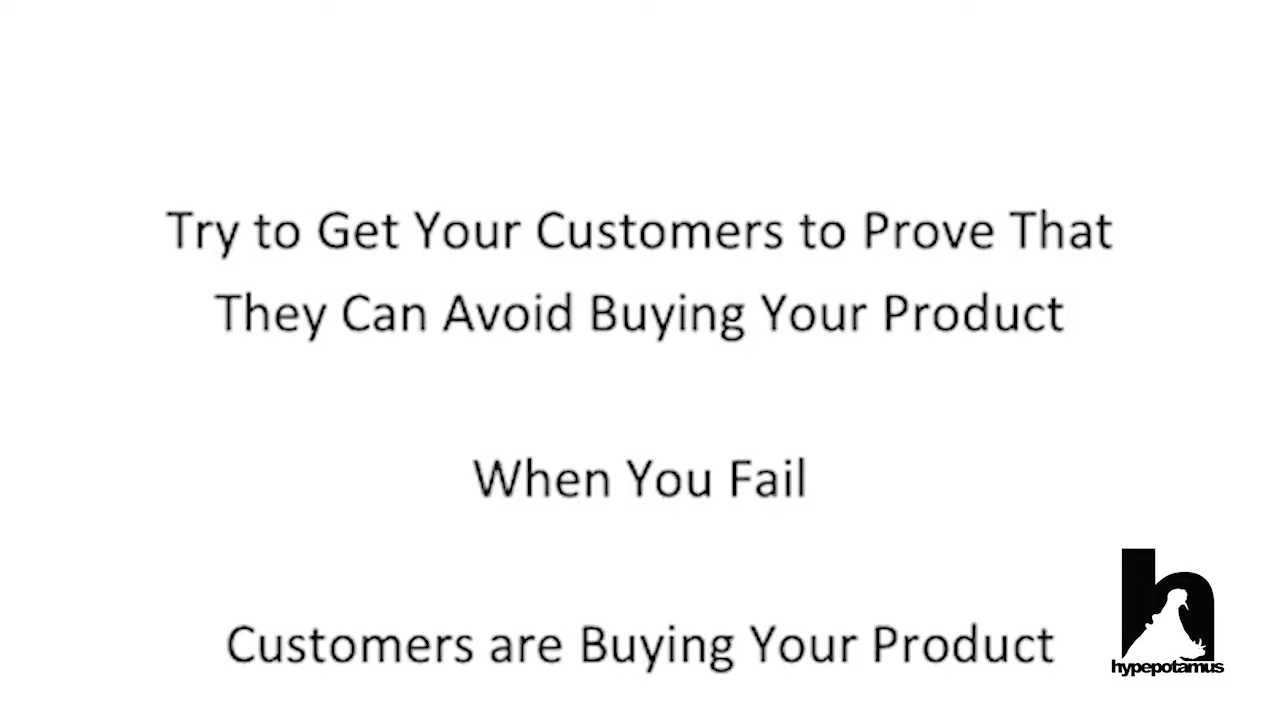 Try to Get Your Customers to Prove That
They Can Avoid Buying Your Product
When You Fail
Customers are Buying Your Product
h
hypepotamus